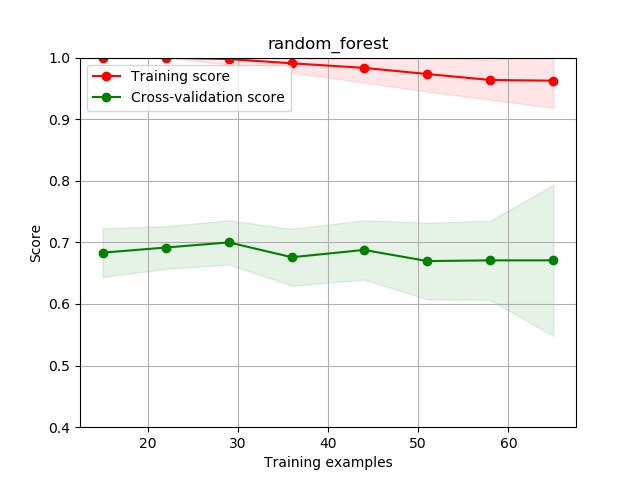 random_forest
1.0
0.9
0.8
0.7
0.6
0.5
0.4
Score
Training score
Cross-validation score
20 30 40 50 60
Training examples